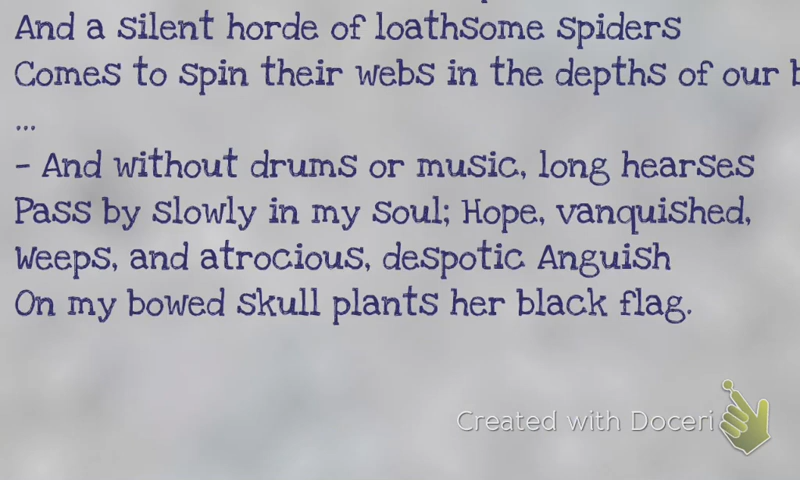 And a silent horde of loathsome spiders
Comes to spin their webs in the depths of our
...
- And without drums or music, long hearses
Pass by slowly in my soul; Hope, vanquished,
Weeps, and atrocious, despotic Anguish
On my bowed skull plants her black flag.
Created with Doceri